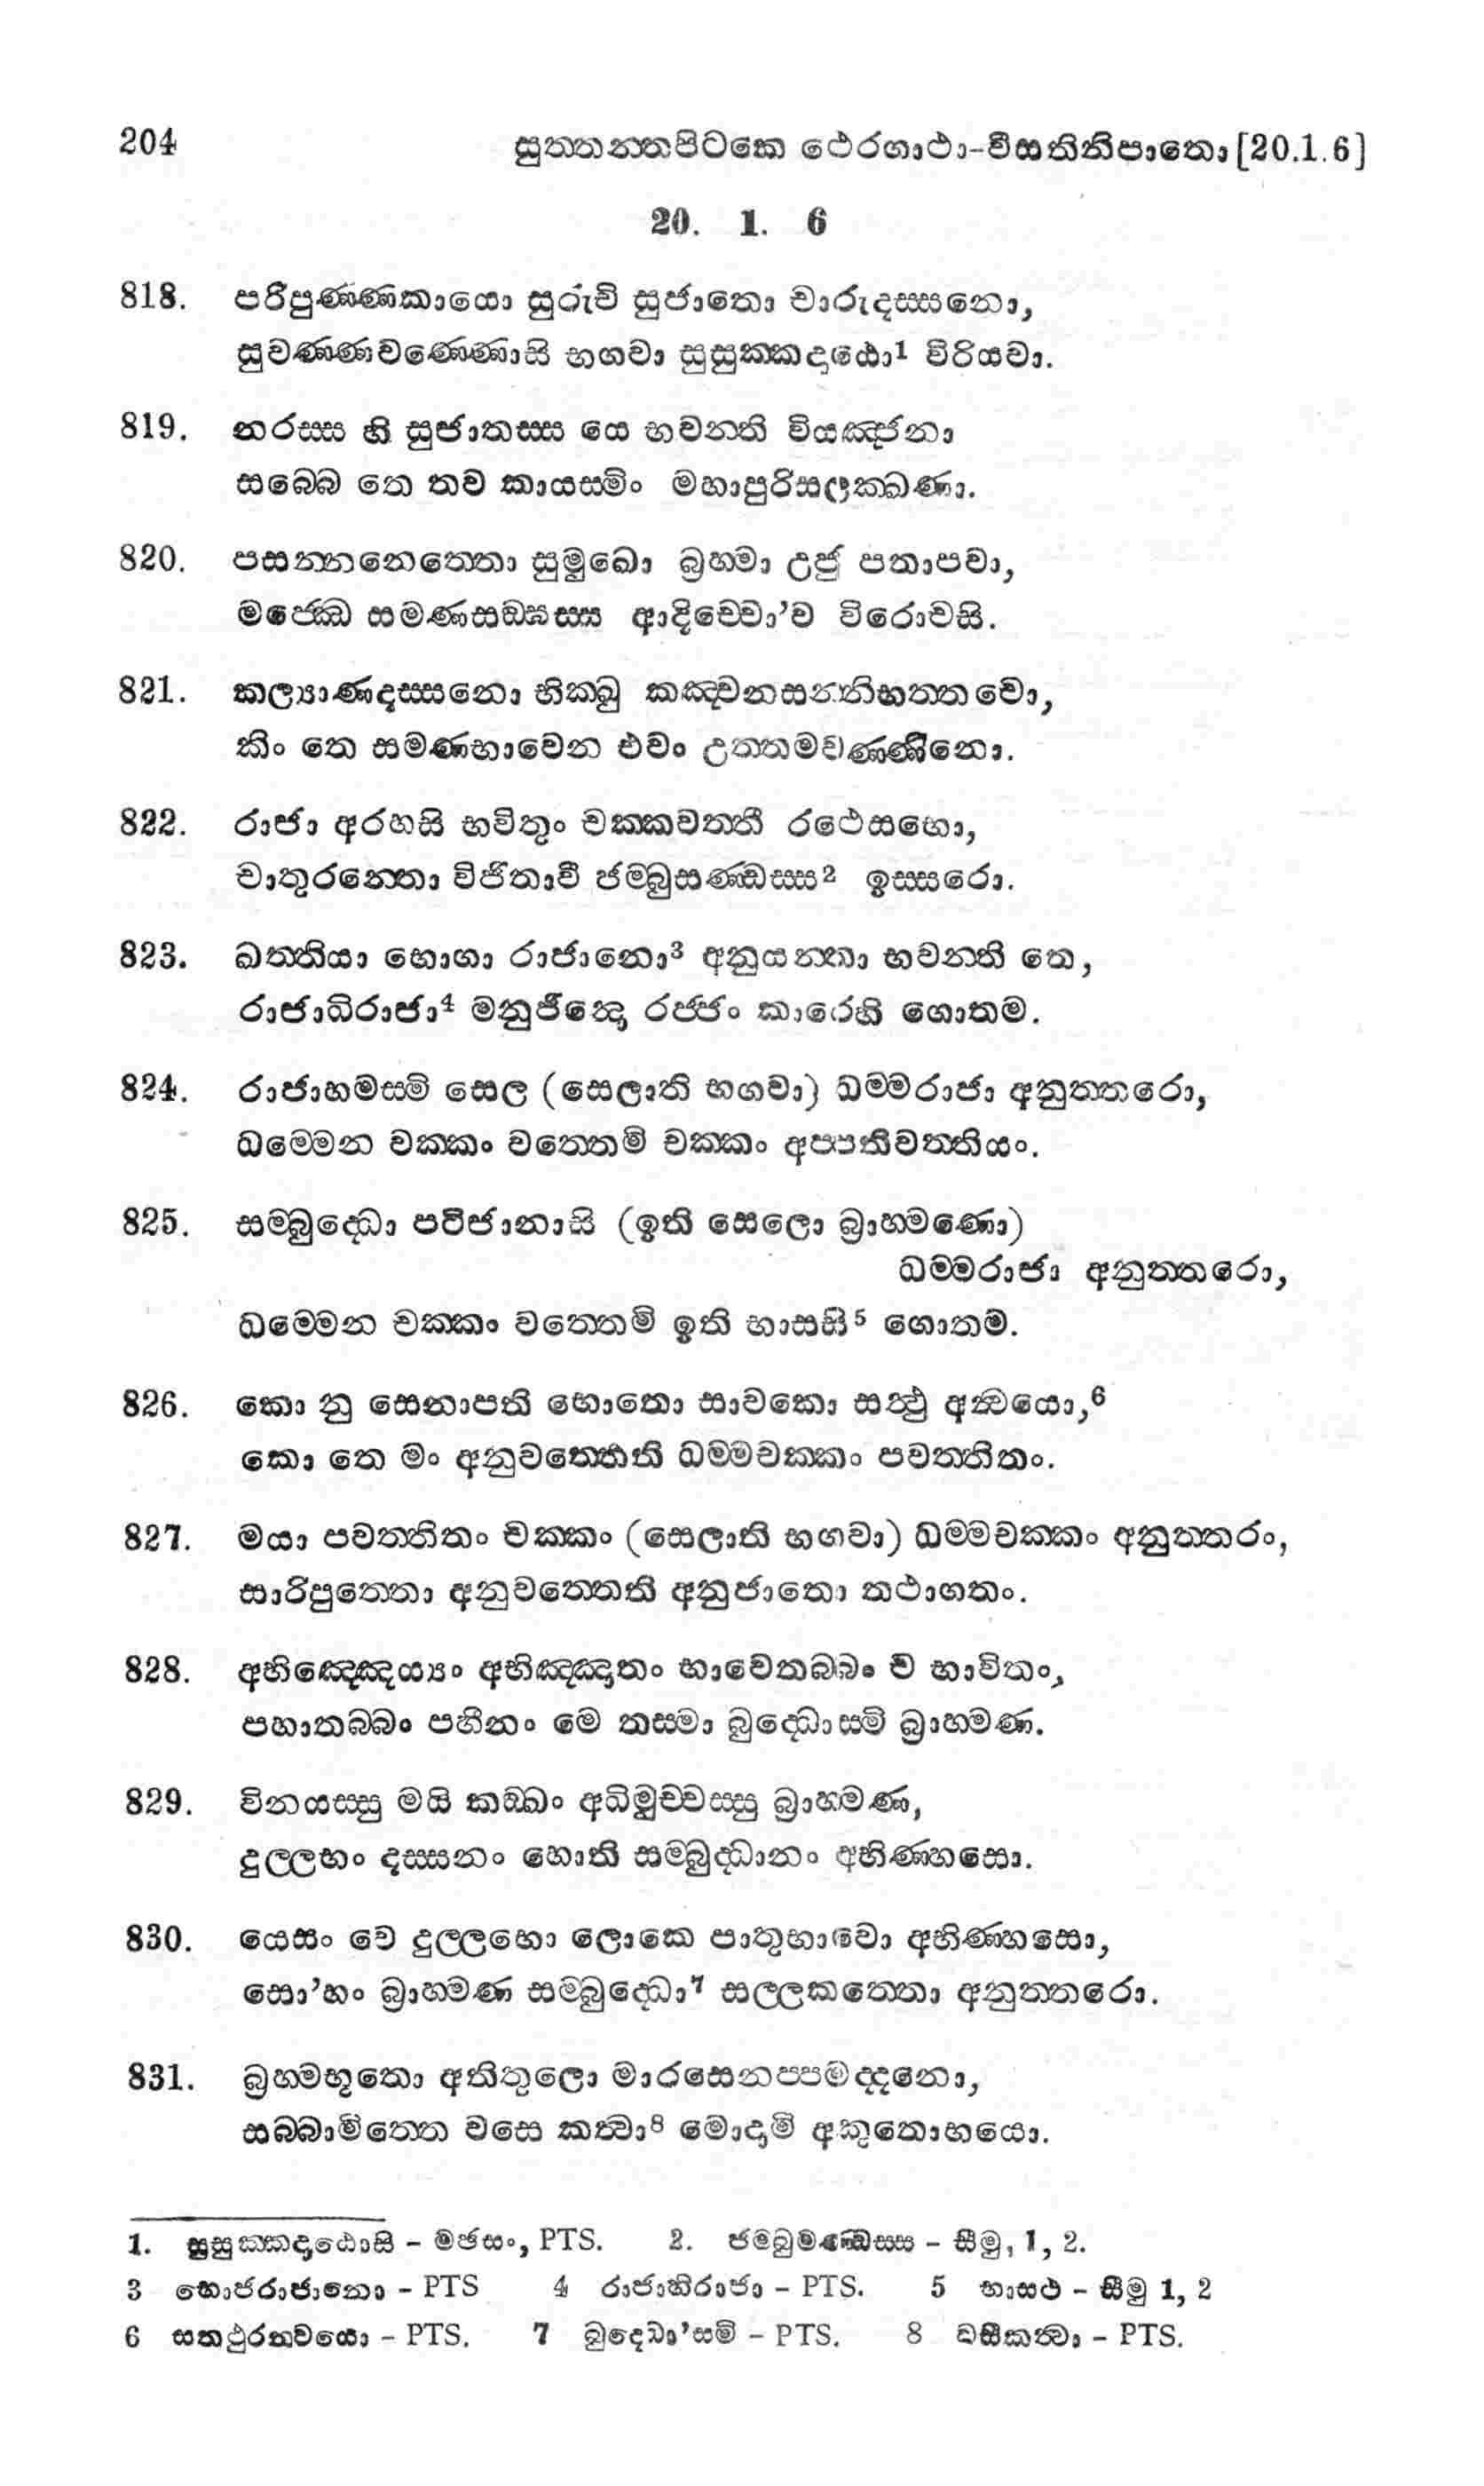 204 සුත්තන්තපිටකෙ ථෙරගාථා-වීසතිනිපාතො [20.1.6]
20. 1. 6
818. පරිපුණ්ණකායො සුරුචි සුජාතො චාරුදස්සනො,
සුවණ්ණවණ්ණොසි භගවා සුසුක්කදාඨො1 විරියවා.
819. නරස්ස හි සුජාතස්ස යෙ භවන්ති වියඤ්ජනා
සබ්බෙ තෙ තව කායස්මිං මහාපුරිසලක්ඛණා.
820. පසන්නනෙත්තො සුමුඛො බ්‍රහ්මා උජු පතාපවා,
මජ්ඣෙ සමණසඞ්ඝස්ස ආදිච්චො’ව විරොචසි.
821. කල්‍යාණදස්සනො භික්ඛු කඤ්චනසන්නිභත්තචො,
කිං තෙ සමණභාවෙන එවං උත්තමවණ්ණිනො.
822. රාජා අරහසි භවිතුං චක්කවත්තී රථෙසභො,
චාතුරන්තො විජිතාවී ජම්බුසණ්ඩස්ස2 ඉස්සරො.
823. ඛත්තියා භොගා රාජානො3 අනුයන්තා භවන්ති තෙ,
රාජාධිරාජා4 මනුජින්දො රජ්ජං කාරෙහි ගොතම.
824. රාජාහමස්මි සෙල (සෙලාති භගවා) ධම්මරාජා අනුත්තරො,
ධම්මෙන චක්කං වත්තෙමි චක්කං අප්පතිවත්තියං.
825. සම්බුද්ධො පටිජානාසි (ඉති සෙලො බ්‍රාහ්මණො)
ධම්මරාජා අනුත්තරො,
ධම්මෙන චක්කං වත්තෙමි ඉති භාසසි5 ගොතම.
826. කො නු සෙනාපති භොතො සාවකො සත්ථු අන්වයො,6
කො තෙ මං අනුවත්තෙති ධම්මචක්කං පවත්තිතං.
827. මයා පවත්තිතං චක්කං (සෙලාති භගවා) ධම්මචක්කං අනුත්තරං,
සාරිපුත්තො අනුවත්තෙති අනුජාතො තථාගතං.
828. අභිඤ්ඤෙය්‍යං අභිඤ්ඤාතං භාවෙතබ්බං ච භාවිතං,
පහාතබ්බං පහීනං මෙ තස්මා බුද්ධොස්මි බ්‍රාහ්මණ.
829. විනයස්සු මයි කඞ්ඛං අධිමුච්චස්සු බ්‍රාහ්මණ,
දුල්ලභං දස්සනං හොති සම්බුද්ධානං අභිණ්හසො.
830. යෙසං වෙ දුල්ලභො ලොකෙ පාතුභාවො අභිණ්හසො,
සො’හං බ්‍රාහ්මණ සම්බුද්ධො7 සල්ලකත්තො අනුත්තරො.
831. බ්‍රහ්මභූතො අතිතුලො මාරසෙනප්පමද්දනො,
සබ්බාමිත්තෙ වසෙ කත්වා8 මොදාමි අකුතොභයො.
1. සුසුක්කදාඨොසි - මජසං, PTS. 2. ජම්බුමණ්ඩස්ස - සීමු, 1, 2.
3 භොජරාජානො - PTS 4 රාජාභිරාජා - PTS. 5 භාසථ - සීමු 1, 2
6 සත්ථුරන්වයො - PTS. 7 බුද්ධො’ස්මි - PTS. 8 වසීකත්වා - PTS.